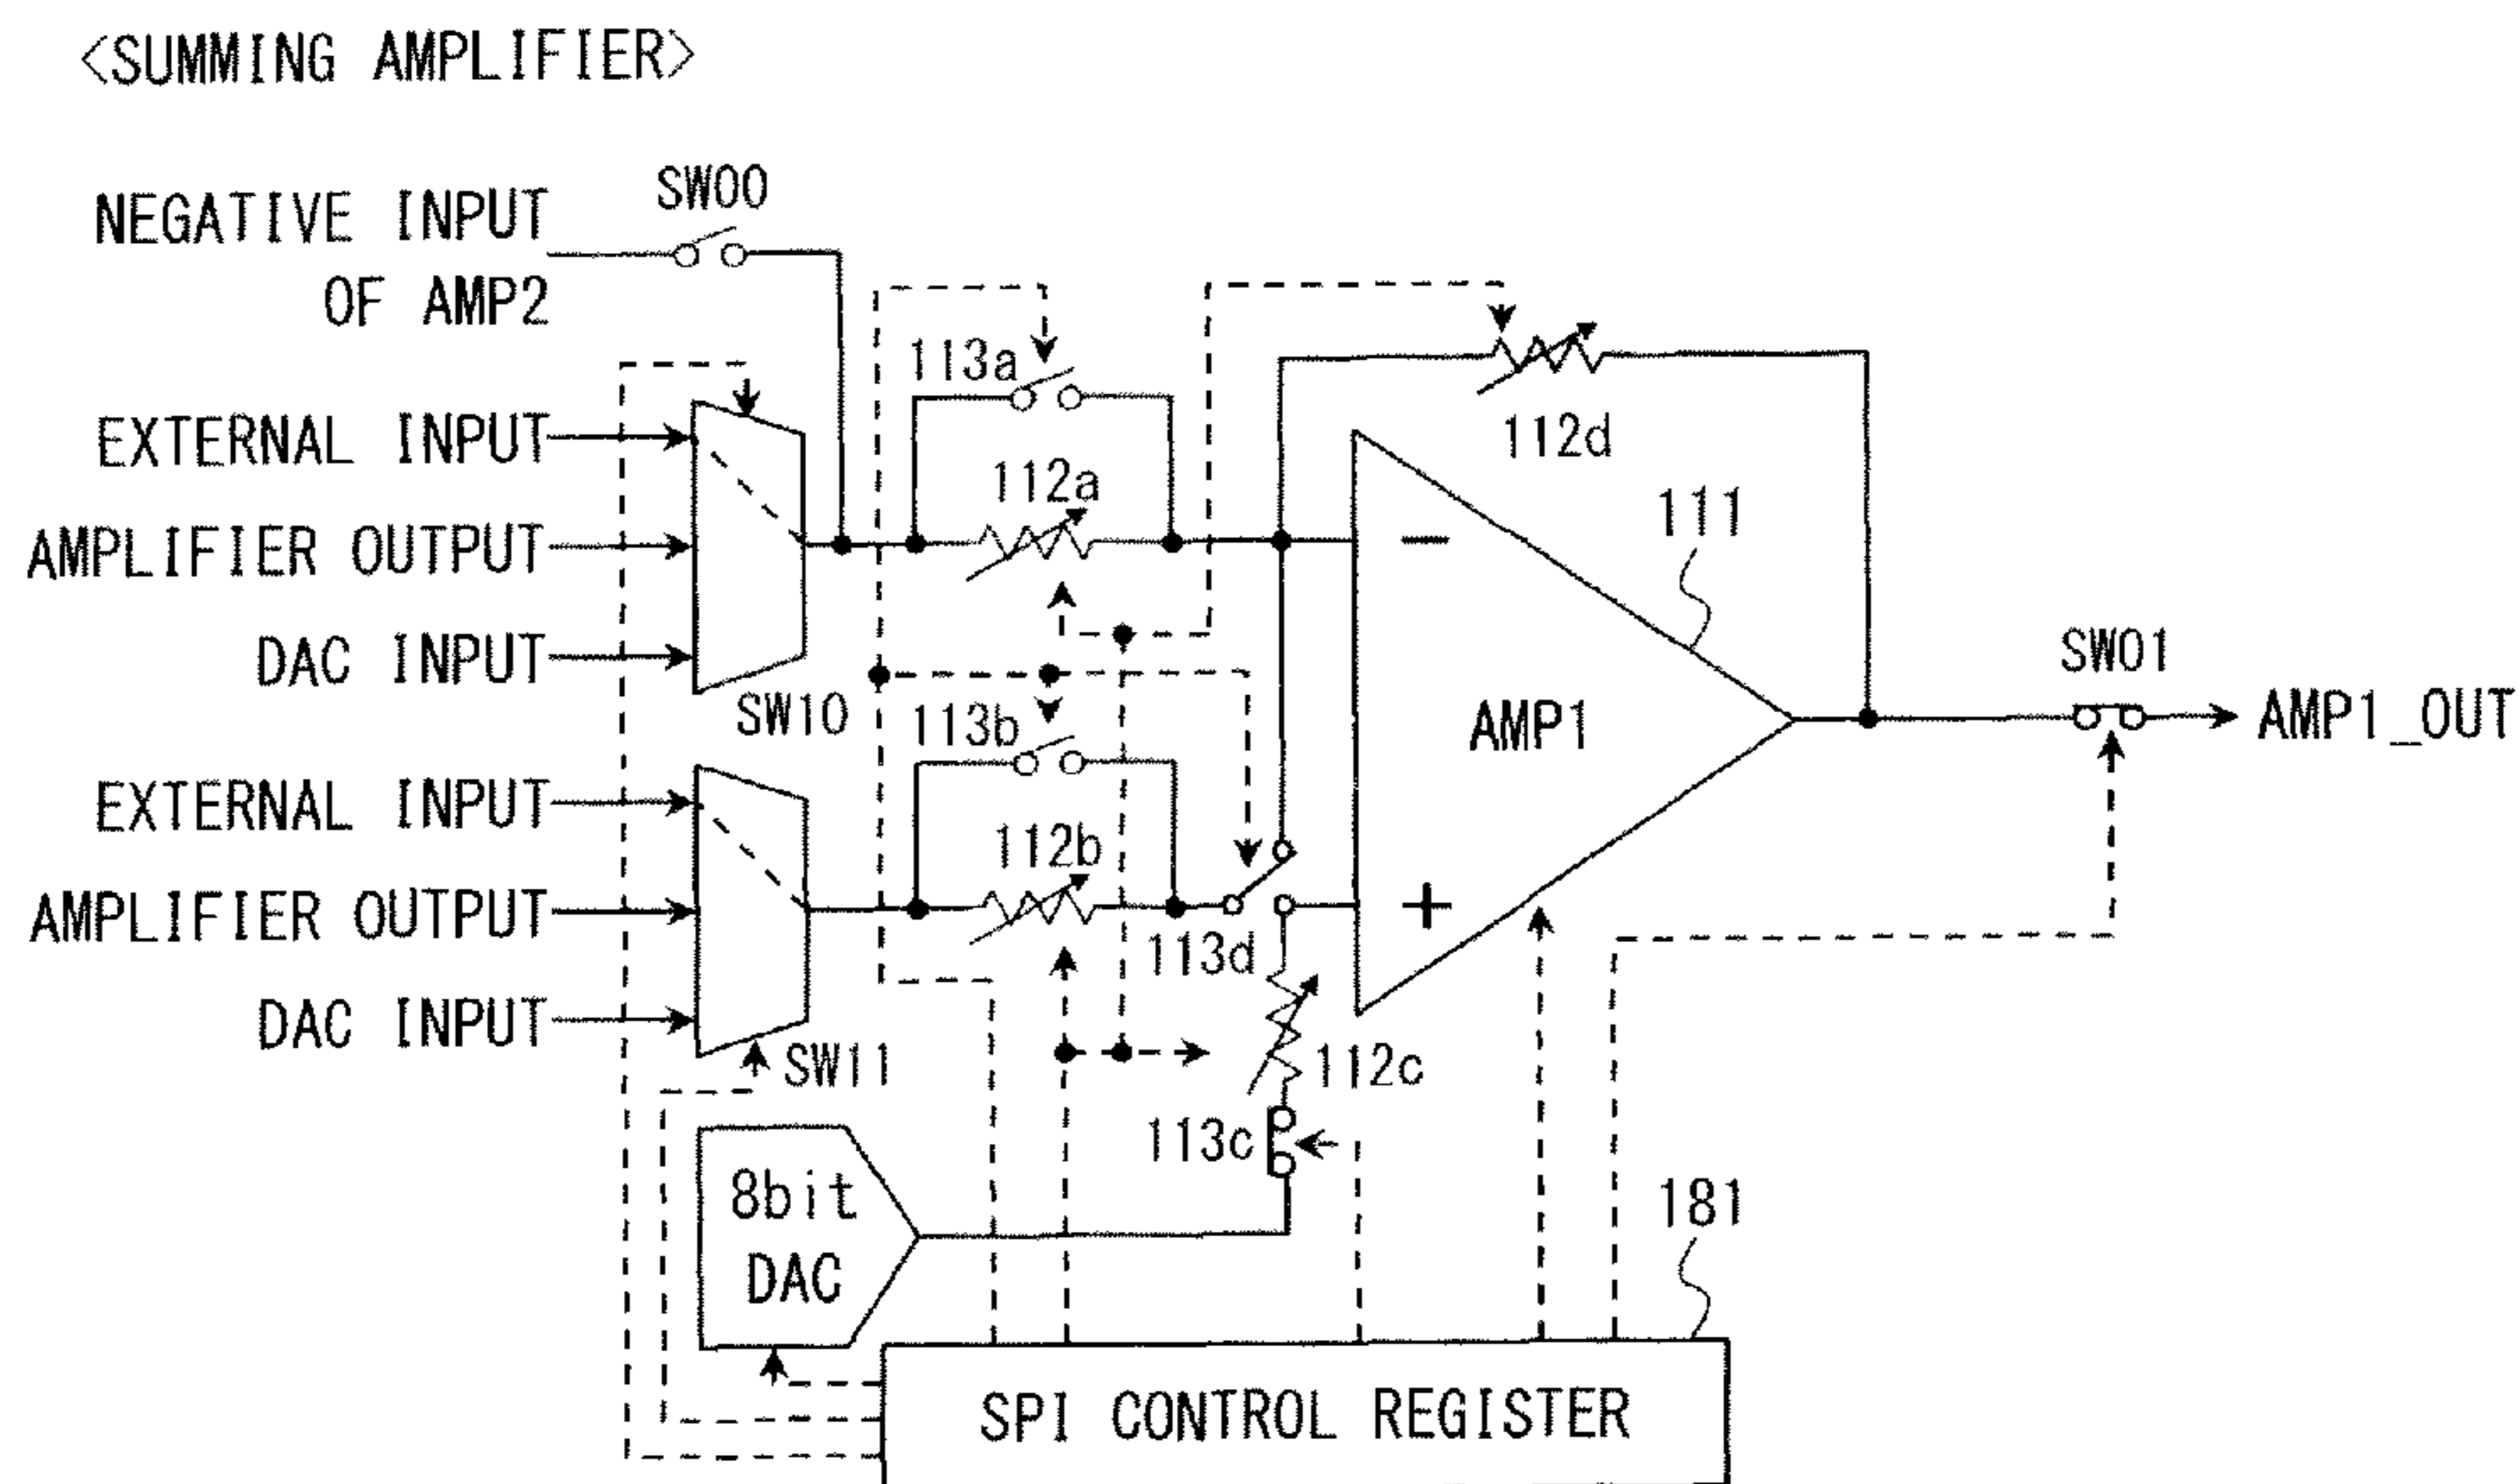 <SUMMING AMPLIFIER>
SW00
NEGATIVE INPUT
OF AMP2
113a
EXTERNAL INPUT
112d
112a
111
AMPLIFIER OUTPUT
DAC INPUT
SW10
113b
AMP1
SW01
AMP1_OUT
EXTERNAL INPUT
112b
AMPLIFIER OUTPUT
113d
DAC INPUT
SW11
112c
113c
8bit
DAC
181
SPI CONTROL REGISTER
−
+